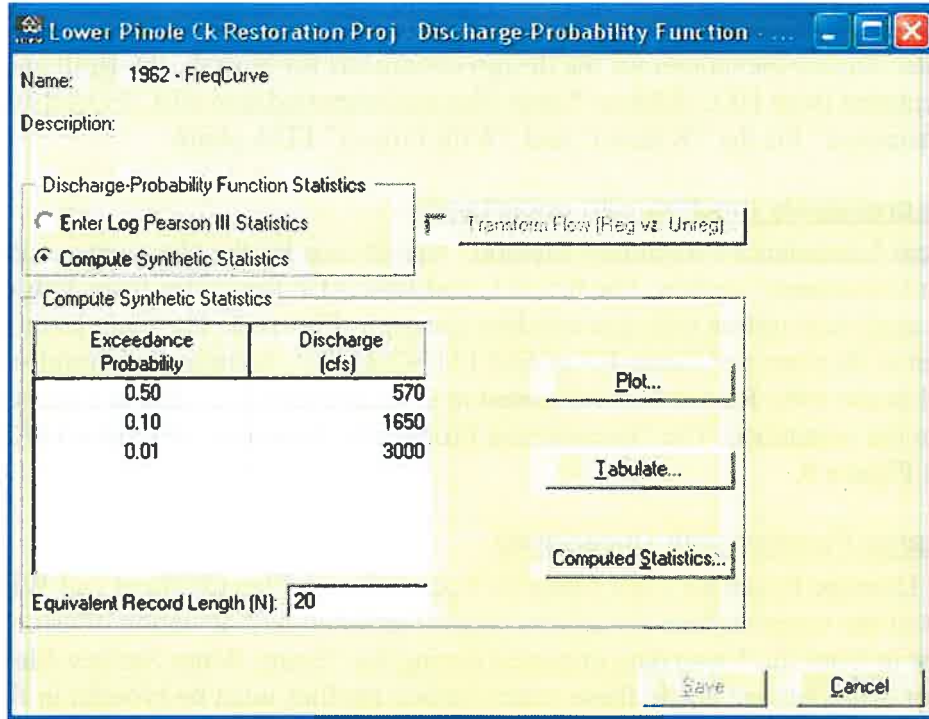 Lower Pinole Ck Restoration Proj - Discharge-Probability Function - ...
Name: 1962 - FreqCurve
Description:
Discharge-Probability Function Statistics
Enter Log Pearson III Statistics
Compute Synthetic Statistics
Transform Flow (Reg vs. Unreg)
Compute Synthetic Statistics
Exceedance Probability Discharge (cfs)
0.50 570
0.10 1650
0.01 3000
Plot...
Tabulate...
Computed Statistics...
Equivalent Record Length (N): 20
Save Cancel